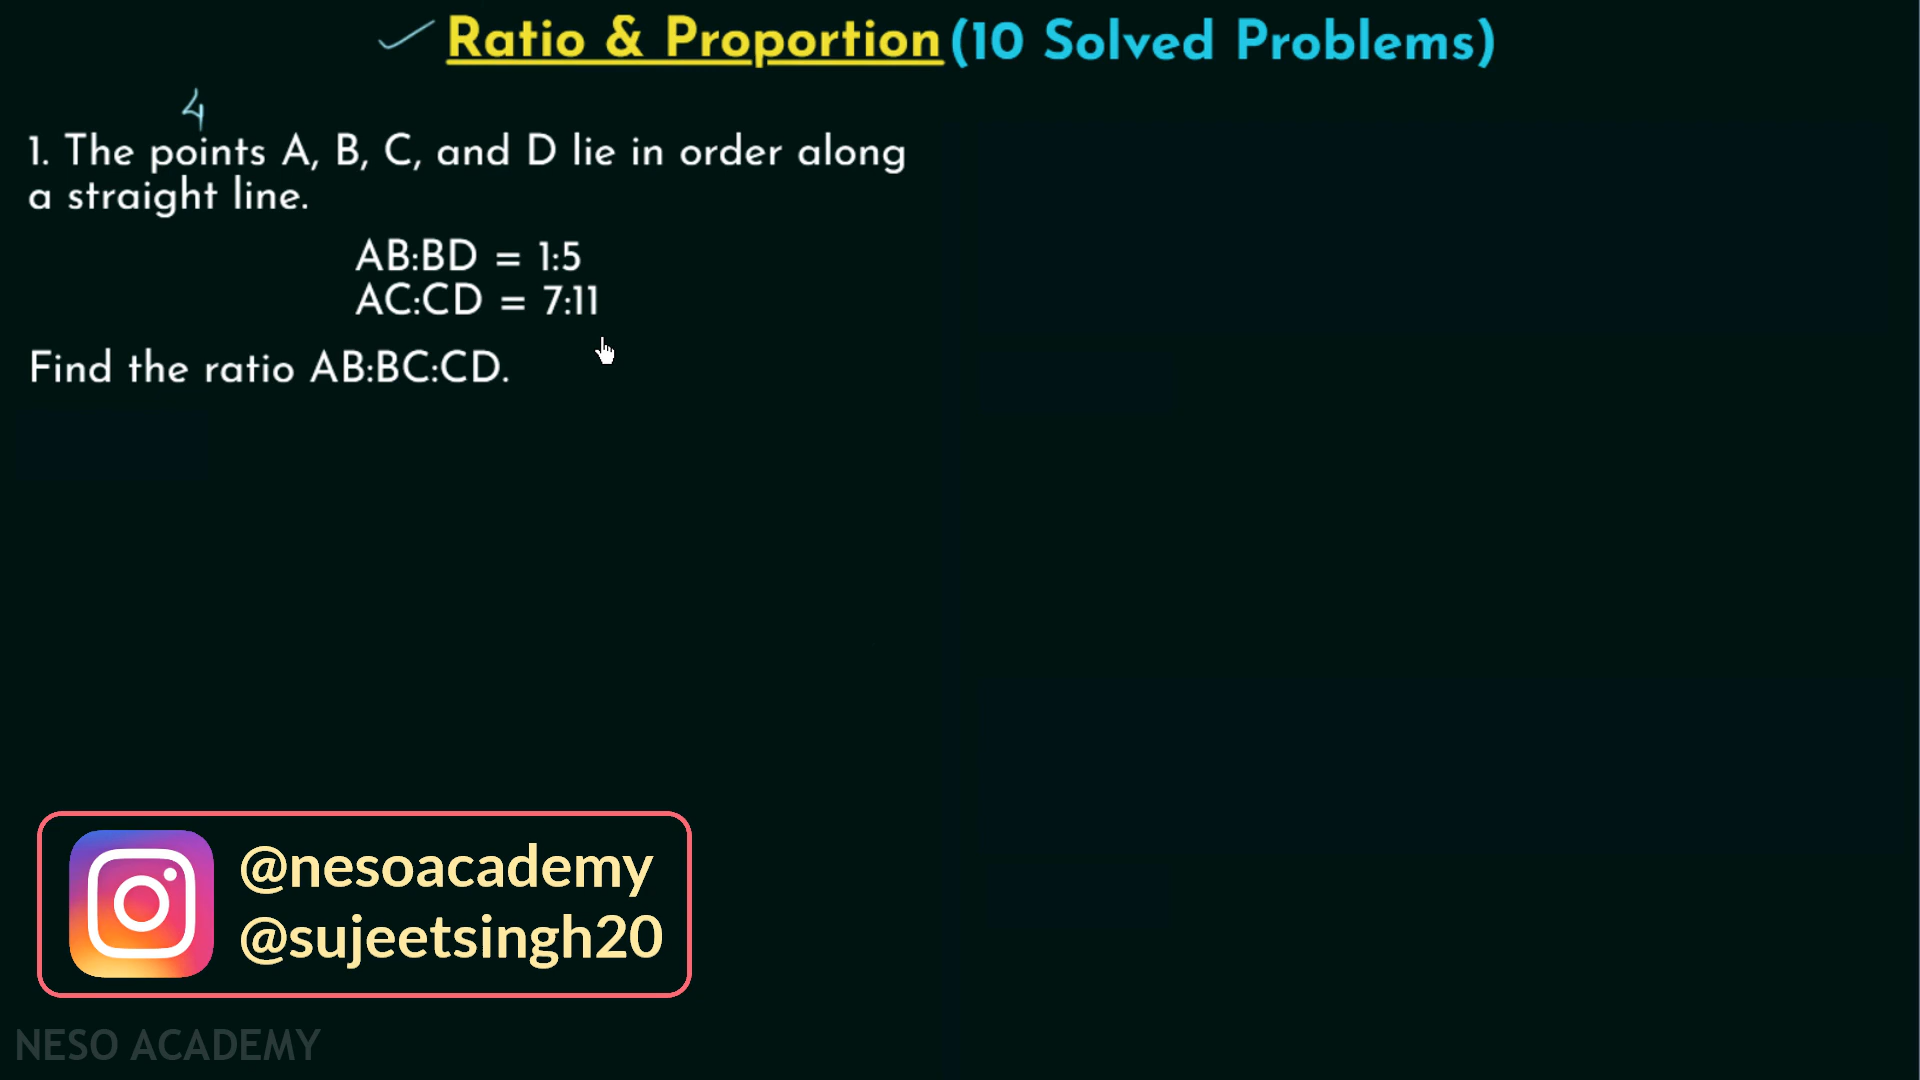 Ratio & Proportion (10 Solved Problems)
4
1. The points A, B, C, and D lie in order along
a straight line.
AB:BD = 1:5
AC:CD = 7:11
Find the ratio AB:BC:CD.
@nesoacademy
@sujeetsingh20
NESO ACADEMY